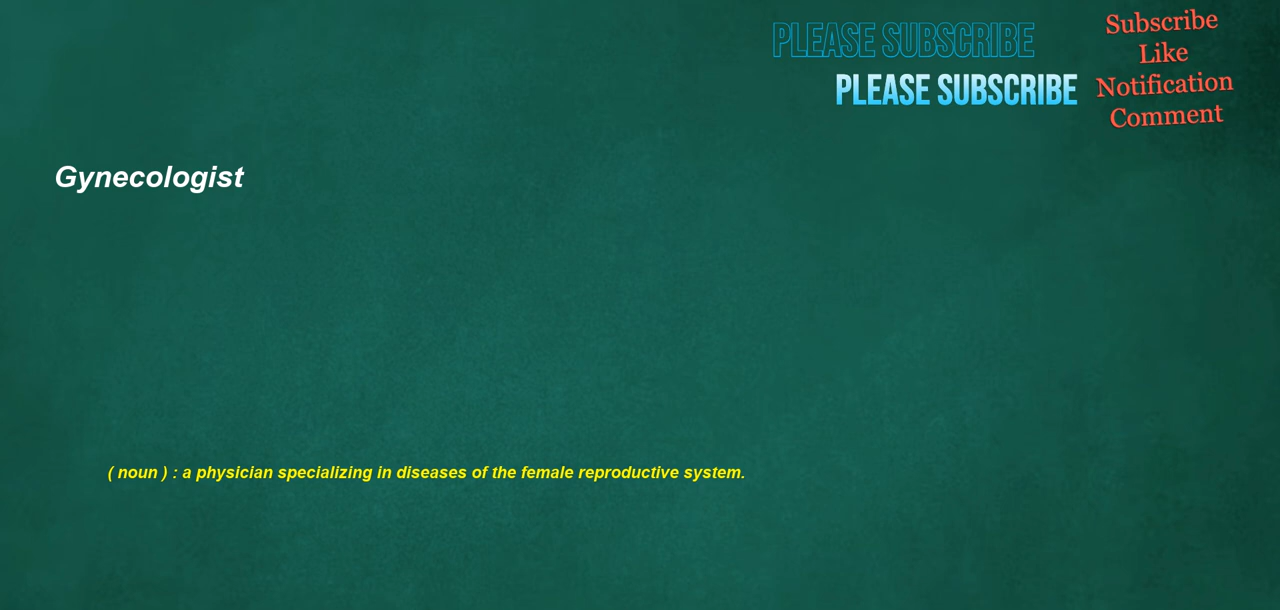 PLEASE SUBSCRIBE
PLEASE SUBSCRIBE
Subscribe
Like
Notification
Comment
Gynecologist
( noun ) : a physician specializing in diseases of the female reproductive system.